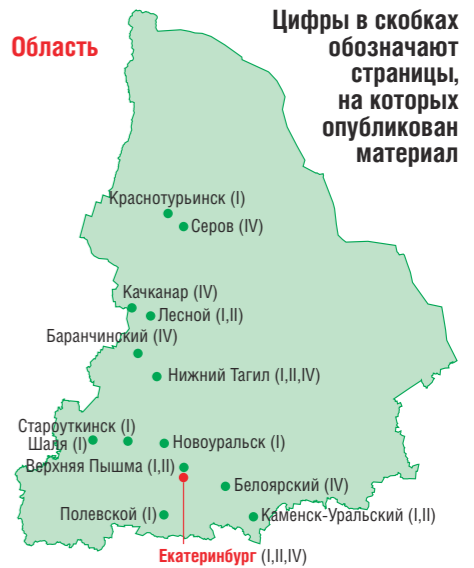 Область
Цифры в скобках
обозначают
страницы,
на которых
опубликован
материал
Краснотурьинск (I)
Серов (IV)
Качканар (IV)
Лесной (I,II)
Баранчинский (IV)
Нижний Тагил (I,II,IV)
Староуткинск (I)
Шаля (I)
Новоуральск (I)
Верхняя Пышма (I,II)
Белоярский (IV)
Полевской (I)
Каменск-Уральский (I,II)
Екатеринбург (I,II,IV)